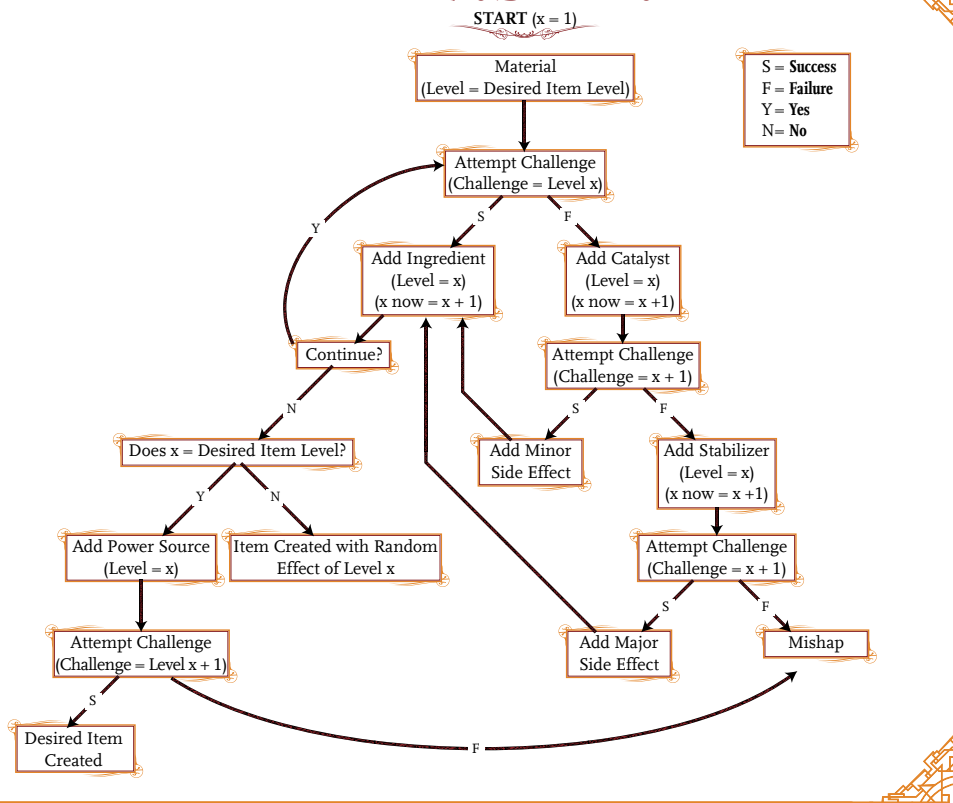 START (x = 1)
Material
(Level = Desired Item Level)
S = Success
F = Failure
Y = Yes
N= No
Attempt Challenge
(Challenge = Level x)
S
F
Y
Add Ingredient
(Level = x)
(x now = x + 1)
Add Catalyst
(Level = x)
(x now = x +1)
Continue?
Attempt Challenge
(Challenge = x + 1)
N
S
F
Does x = Desired Item Level?
Add Minor
Side Effect
Add Stabilizer
(Level = x)
(x now = x +1)
Y
N
Add Power Source
(Level = x)
Item Created with Random
Effect of Level x
Attempt Challenge
(Challenge = x + 1)
S
F
Attempt Challenge
(Challenge = Level x + 1)
Add Major
Side Effect
Mishap
S
F
Desired Item
Created